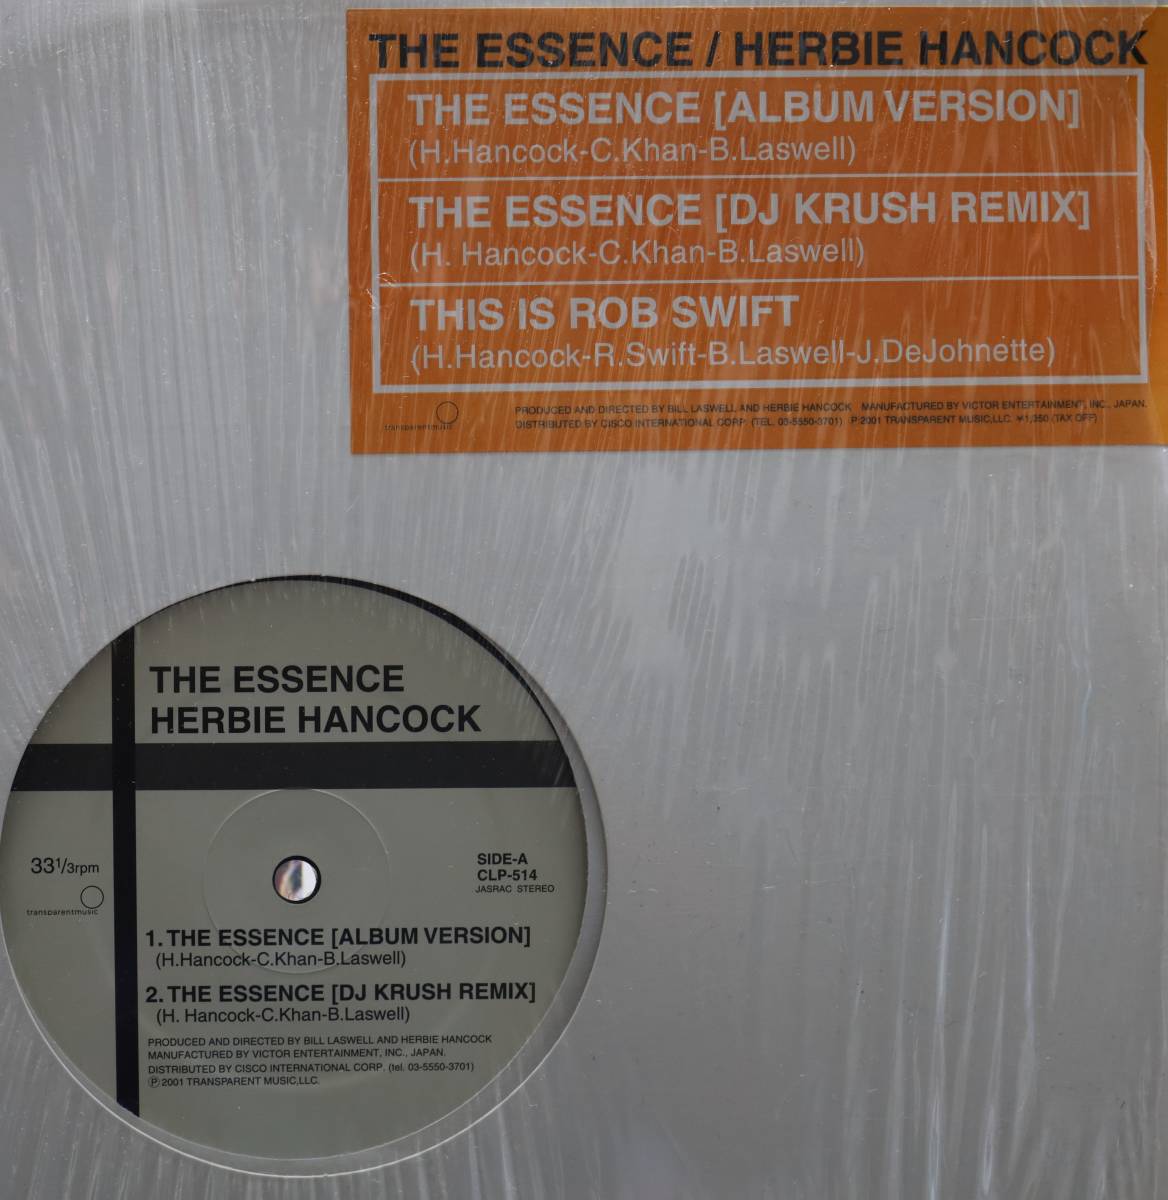 THE ESSENCE / HERBIE HANCOCK
THE ESSENCE [ALBUM VERSION]
(H.Hancock-C.Khan-B.Laswell)
THE ESSENCE [DJ KRUSH REMIX]
(H. Hancock-C.Khan-B.Laswell)
THIS IS ROB SWIFT
(H.Hancock-R.Swift-B.Laswell-J.DeJohnette)
transparentmusic
PRODUCED AND DIRECTED BY BILL LASWELL AND HERBIE HANCOCK MANUFACTURED BY VICTOR ENTERTAINMENT, INC., JAPAN.
DISTRIBUTED BY CISCO INTERNATIONAL CORP. (TEL. 03-5550-3701) P 2001 TRANSPARENT MUSIC,LLC. ¥1,350 (TAX OFF)
THE ESSENCE
HERBIE HANCOCK
33 1/3rpm
transparentmusic
SIDE-A
CLP-514
JASRAC STEREO
1. THE ESSENCE [ALBUM VERSION]
(H.Hancock-C.Khan-B.Laswell)
2. THE ESSENCE [DJ KRUSH REMIX]
(H. Hancock-C.Khan-B.Laswell)
PRODUCED AND DIRECTED BY BILL LASWELL AND HERBIE HANCOCK
MANUFACTURED BY VICTOR ENTERTAINMENT, INC., JAPAN.
DISTRIBUTED BY CISCO INTERNATIONAL CORP. (tel. 03-5550-3701)
Ⓟ 2001 TRANSPARENT MUSIC,LLC.